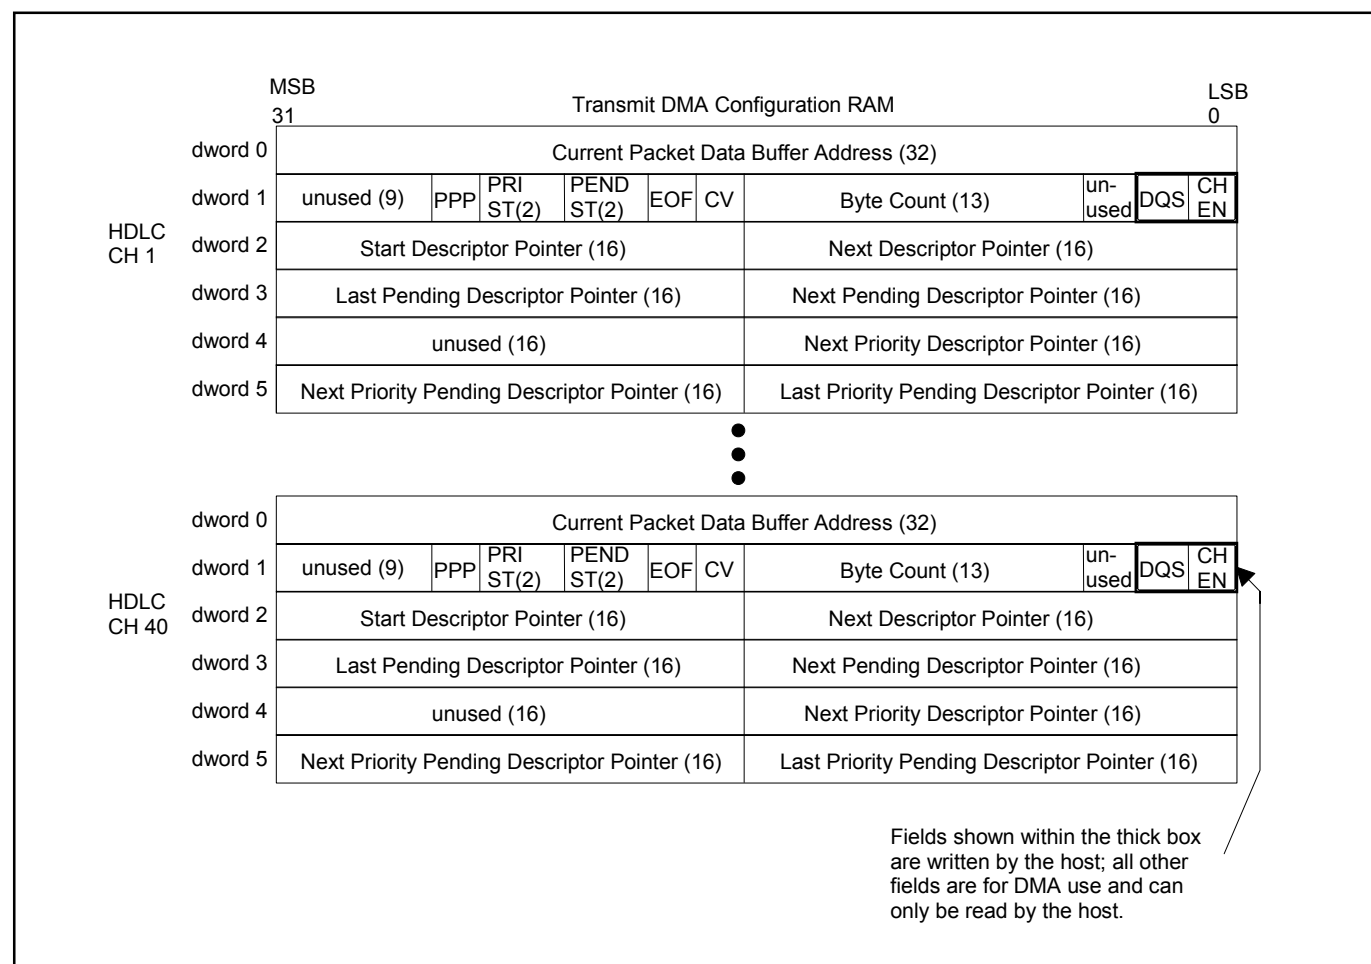 MSB
LSB
Transmit DMA Configuration RAM
31
0
dword 0
Current Packet Data Buffer Address (32)
dword 1
unused (9)
PPP
PRI
ST(2)
PEND
ST(2)
EOF
CV
Byte Count (13)
un-
used
DQS
CH
EN
HDLC
CH 1
dword 2
Start Descriptor Pointer (16)
Next Descriptor Pointer (16)
dword 3
Last Pending Descriptor Pointer (16)
Next Pending Descriptor Pointer (16)
dword 4
unused (16)
Next Priority Descriptor Pointer (16)
dword 5
Next Priority Pending Descriptor Pointer (16)
Last Priority Pending Descriptor Pointer (16)
dword 0
Current Packet Data Buffer Address (32)
dword 1
unused (9)
PPP
PRI
ST(2)
PEND
ST(2)
EOF
CV
Byte Count (13)
un-
used
DQS
CH
EN
HDLC
CH 40
dword 2
Start Descriptor Pointer (16)
Next Descriptor Pointer (16)
dword 3
Last Pending Descriptor Pointer (16)
Next Pending Descriptor Pointer (16)
dword 4
unused (16)
Next Priority Descriptor Pointer (16)
dword 5
Next Priority Pending Descriptor Pointer (16)
Last Priority Pending Descriptor Pointer (16)
Fields shown within the thick box
are written by the host; all other
fields are for DMA use and can
only be read by the host.